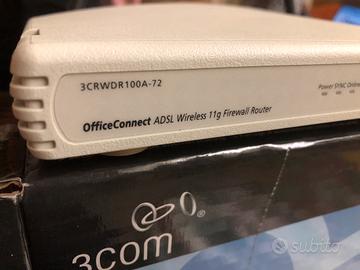 3CRWDR100A-72
Power SYNC Online
OfficeConnect ADSL Wireless 11g Firewall Router
3com
subito